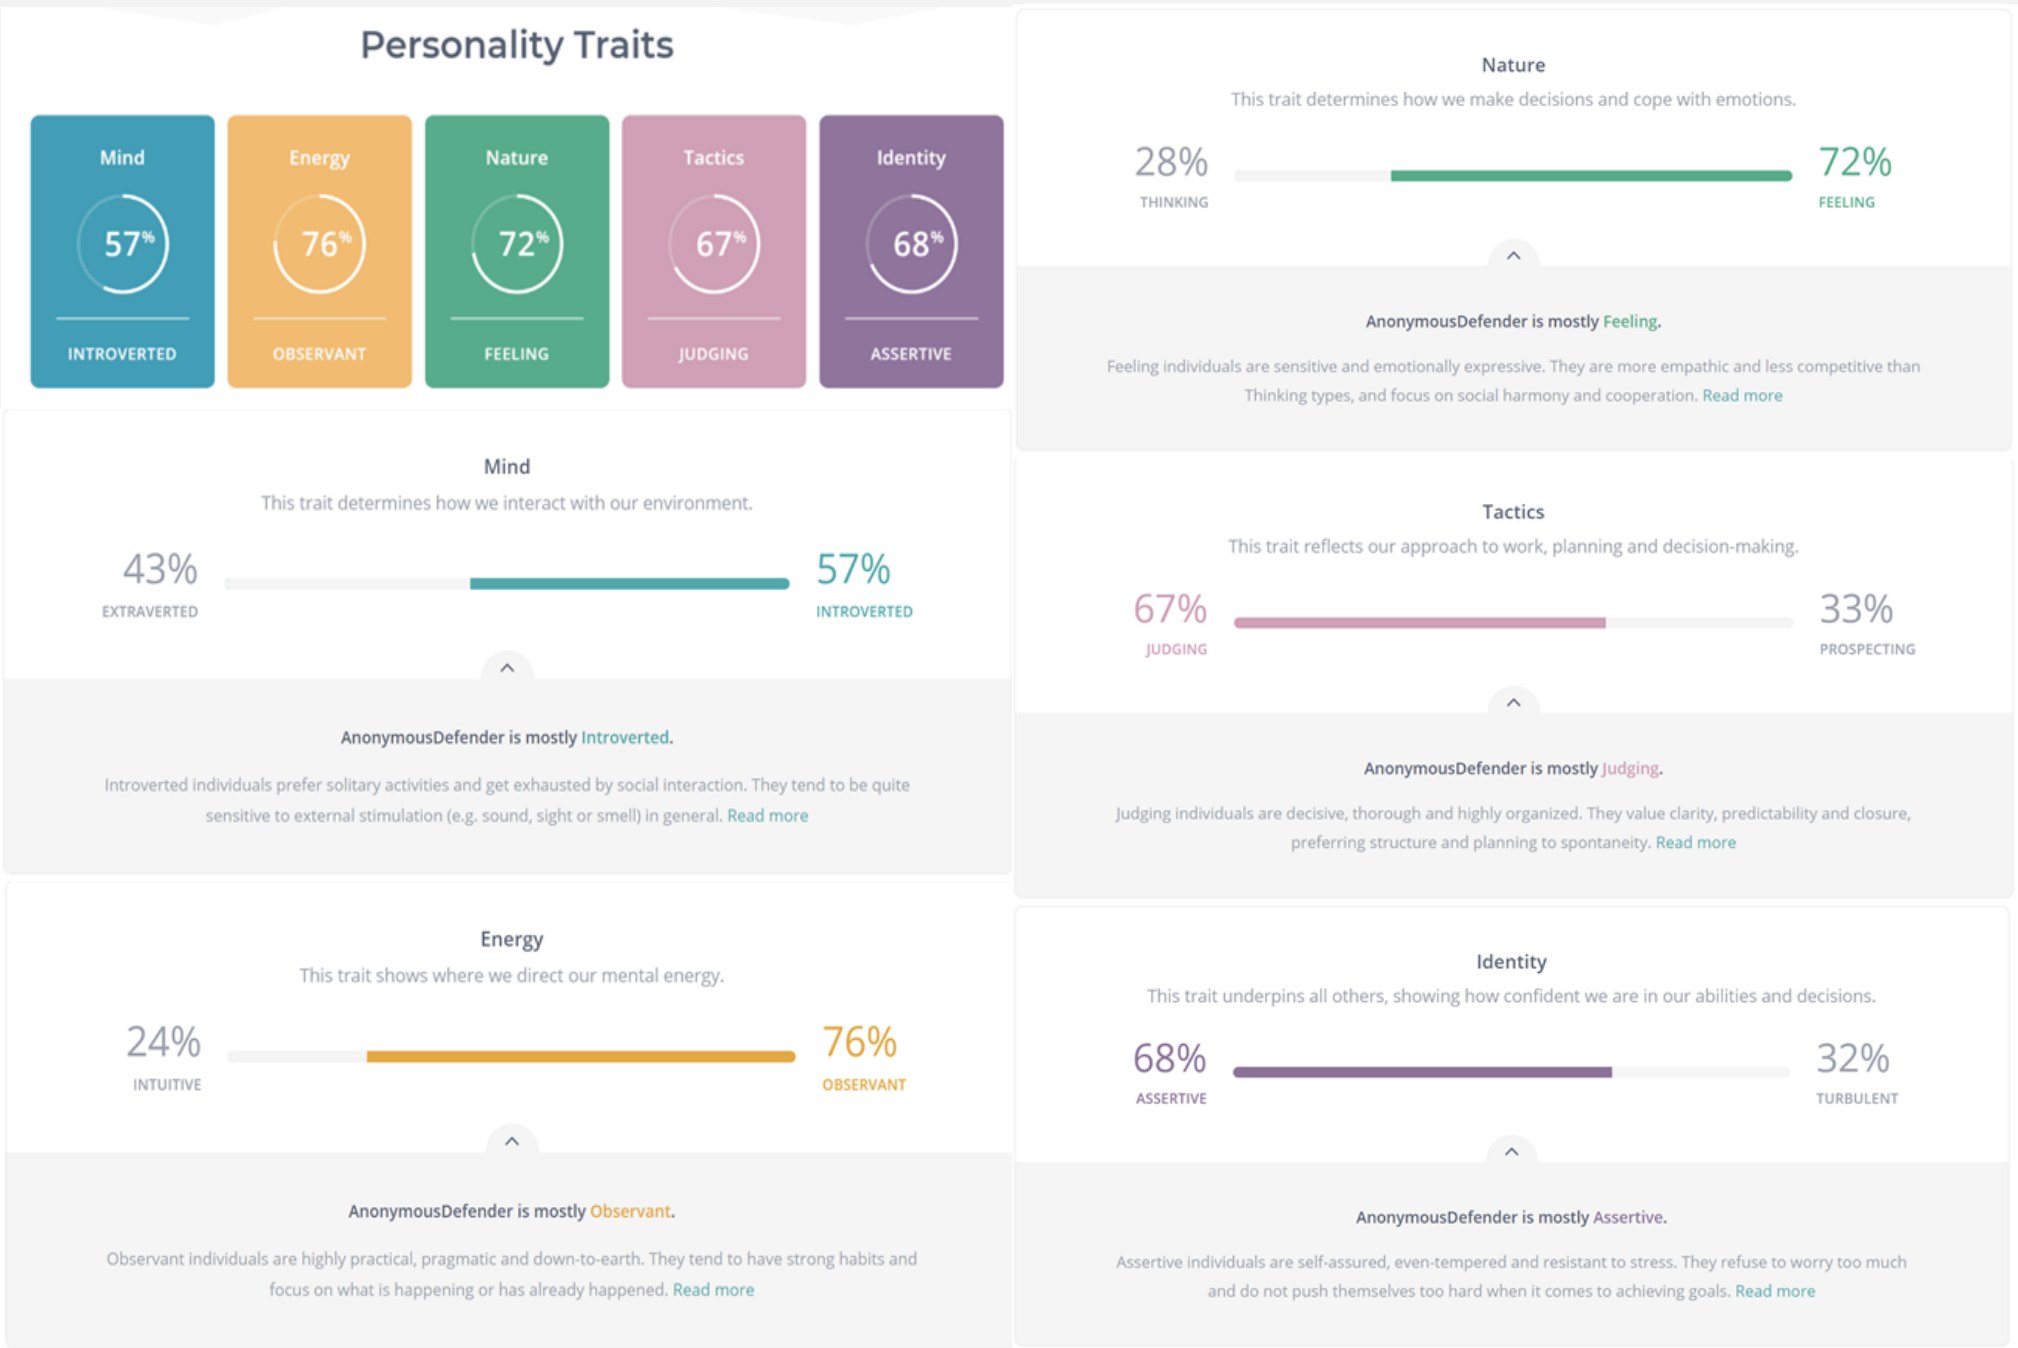 Personality Traits
Mind
57%
INTROVERTED
Energy
76%
OBSERVANT
Nature
72%
FEELING
Tactics
67%
JUDGING
Identity
68%
ASSERTIVE
Mind
This trait determines how we interact with our environment.
43%
EXTRAVERTED
57%
INTROVERTED
AnonymousDefender is mostly Introverted.
Introverted individuals prefer solitary activities and get exhausted by social interaction. They tend to be quite
sensitive to external stimulation (e.g. sound, sight or smell) in general. Read more
Energy
This trait shows where we direct our mental energy.
24%
INTUITIVE
76%
OBSERVANT
AnonymousDefender is mostly Observant.
Observant individuals are highly practical, pragmatic and down-to-earth. They tend to have strong habits and
focus on what is happening or has already happened. Read more
Nature
This trait determines how we make decisions and cope with emotions.
28%
THINKING
72%
FEELING
AnonymousDefender is mostly Feeling.
Feeling individuals are sensitive and emotionally expressive. They are more empathic and less competitive than
Thinking types, and focus on social harmony and cooperation. Read more
Tactics
This trait reflects our approach to work, planning and decision-making.
67%
JUDGING
33%
PROSPECTING
AnonymousDefender is mostly Judging.
Judging individuals are decisive, thorough and highly organized. They value clarity, predictability and closure,
preferring structure and planning to spontaneity. Read more
Identity
This trait underpins all others, showing how confident we are in our abilities and decisions.
68%
ASSERTIVE
32%
TURBULENT
AnonymousDefender is mostly Assertive.
Assertive individuals are self-assured, even-tempered and resistant to stress. They refuse to worry too much
and do not push themselves too hard when it comes to achieving goals. Read more